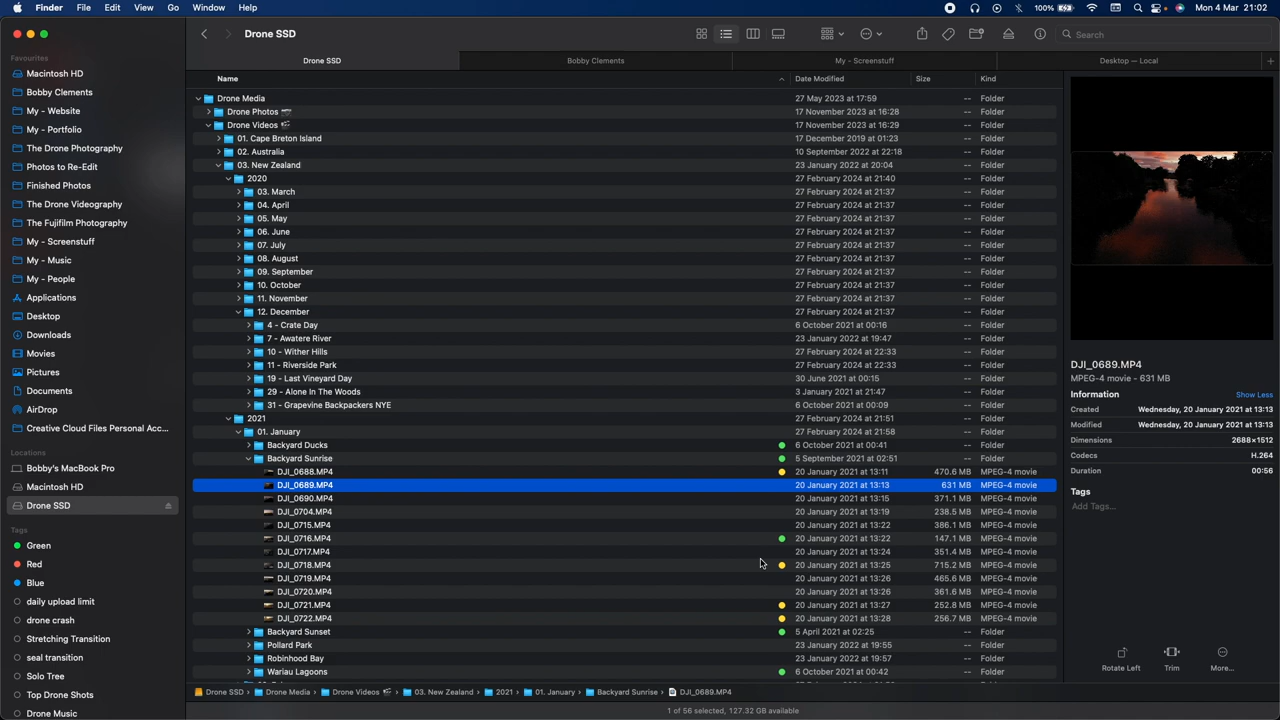 Finder File Edit View Go Window Help 100% Mon 4 Mar 21:02
Drone SSD Search
Drone SSD Bobby Clements My - Screenstuff Desktop — Local
Favourites
Macintosh HD
Bobby Clements
My - Website
My - Portfolio
The Drone Photography
Photos to Re-Edit
Finished Photos
The Drone Videography
The Fujifilm Photography
My - Screenstuff
My - Music
My - People
Applications
Desktop
Downloads
Movies
Pictures
Documents
AirDrop
Creative Cloud Files Personal Acc...
Locations
Bobby's MacBook Pro
Macintosh HD
Drone SSD
Tags
Green
Red
Blue
daily upload limit
drone crash
Stretching Transition
seal transition
Solo Tree
Top Drone Shots
Drone Music
Name Date Modified Size Kind
Drone Media 27 May 2023 at 17:59 -- Folder
Drone Photos 17 November 2023 at 16:28 -- Folder
Drone Videos 17 November 2023 at 16:29 -- Folder
01. Cape Breton Island 17 December 2019 at 01:23 -- Folder
02. Australia 10 September 2022 at 22:18 -- Folder
03. New Zealand 23 January 2022 at 20:04 -- Folder
2020 27 February 2024 at 21:40 -- Folder
03. March 27 February 2024 at 21:37 -- Folder
04. April 27 February 2024 at 21:37 -- Folder
05. May 27 February 2024 at 21:37 -- Folder
06. June 27 February 2024 at 21:37 -- Folder
07. July 27 February 2024 at 21:37 -- Folder
08. August 27 February 2024 at 21:37 -- Folder
09. September 27 February 2024 at 21:37 -- Folder
10. October 27 February 2024 at 21:37 -- Folder
11. November 27 February 2024 at 21:37 -- Folder
12. December 27 February 2024 at 21:37 -- Folder
4 - Crate Day 6 October 2021 at 00:16 -- Folder
7 - Awatere River 23 January 2022 at 19:47 -- Folder
10 - Wither Hills 27 February 2024 at 22:33 -- Folder
11 - Riverside Park 27 February 2024 at 22:33 -- Folder
19 - Last Vineyard Day 30 June 2021 at 00:15 -- Folder
29 - Alone In The Woods 3 January 2022 at 21:47 -- Folder
31 - Grapevine Backpackers NYE 6 October 2021 at 00:09 -- Folder
2021 27 February 2024 at 21:51 -- Folder
01. January 27 February 2024 at 21:58 -- Folder
Backyard Ducks 6 October 2021 at 00:41 -- Folder
Backyard Sunrise 5 September 2021 at 02:51 -- Folder
DJI_0688.MP4 20 January 2021 at 13:11 470.6 MB MPEG-4 movie
DJI_0689.MP4 20 January 2021 at 13:13 631 MB MPEG-4 movie
DJI_0690.MP4 20 January 2021 at 13:15 371.1 MB MPEG-4 movie
DJI_0704.MP4 20 January 2021 at 13:19 238.5 MB MPEG-4 movie
DJI_0715.MP4 20 January 2021 at 13:22 386.1 MB MPEG-4 movie
DJI_0716.MP4 20 January 2021 at 13:22 147.1 MB MPEG-4 movie
DJI_0717.MP4 20 January 2021 at 13:24 351.4 MB MPEG-4 movie
DJI_0718.MP4 20 January 2021 at 13:25 715.2 MB MPEG-4 movie
DJI_0719.MP4 20 January 2021 at 13:26 465.6 MB MPEG-4 movie
DJI_0720.MP4 20 January 2021 at 13:26 361.6 MB MPEG-4 movie
DJI_0721.MP4 20 January 2021 at 13:27 252.8 MB MPEG-4 movie
DJI_0722.MP4 20 January 2021 at 13:28 256.7 MB MPEG-4 movie
Backyard Sunset 5 April 2021 at 02:25 -- Folder
Pollard Park 23 January 2022 at 19:55 -- Folder
Robinhood Bay 23 January 2022 at 19:57 -- Folder
Wariau Lagoons 6 October 2021 at 00:42 -- Folder
DJI_0689.MP4
MPEG-4 movie - 631 MB
Information Show Less
Created Wednesday, 20 January 2021 at 13:13
Modified Wednesday, 20 January 2021 at 13:13
Dimensions 2688×1512
Codecs H.264
Duration 00:56
Tags
Add Tags...
Rotate Left Trim More...
Drone SSD › Drone Media › Drone Videos › 03. New Zealand › 2021 › 01. January › Backyard Sunrise › DJI_0689.MP4
1 of 56 selected, 127.32 GB available